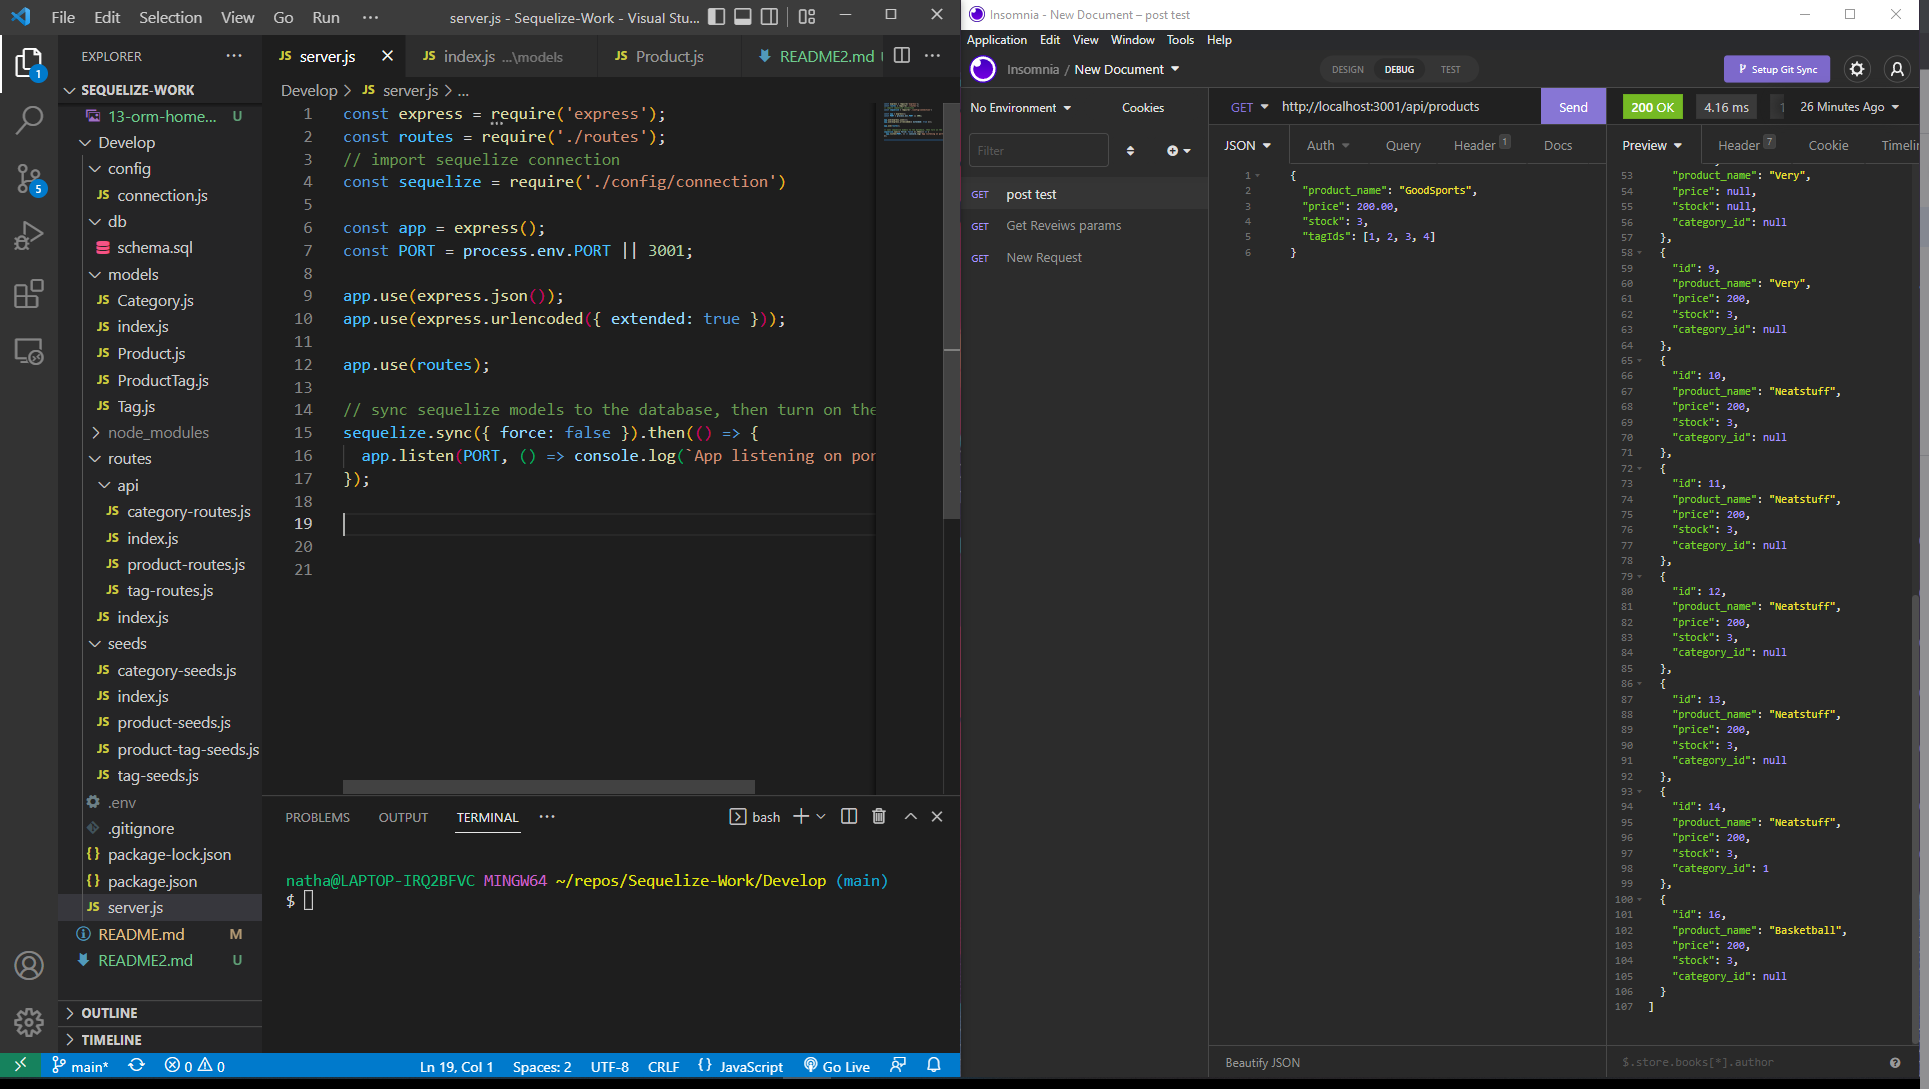 File Edit Selection View Go Run ··· server.js - Sequelize-Work - Visual Stu...
EXPLORER ···
SEQUELIZE-WORK
13-orm-home... U
Develop
config
JS connection.js
db
schema.sql
models
JS Category.js
JS index.js
JS Product.js
JS ProductTag.js
JS Tag.js
node_modules
routes
api
JS category-routes.js
JS index.js
JS product-routes.js
JS tag-routes.js
JS index.js
seeds
JS category-seeds.js
JS index.js
JS product-seeds.js
JS product-tag-seeds.js
JS tag-seeds.js
.env
.gitignore
{} package-lock.json
{} package.json
JS server.js
README.md M
README2.md U
OUTLINE
TIMELINE
1
5
JS server.js JS index.js ...\models JS Product.js README2.md
Develop > JS server.js > ...
1 const express = require('express');
2 const routes = require('./routes');
3 // import sequelize connection
4 const sequelize = require('./config/connection')
5
6 const app = express();
7 const PORT = process.env.PORT || 3001;
8
9 app.use(express.json());
10 app.use(express.urlencoded({ extended: true }));
11
12 app.use(routes);
13
14 // sync sequelize models to the database, then turn on the
15 sequelize.sync({ force: false }).then(() => {
16 app.listen(PORT, () => console.log(`App listening on por
17 });
18
19
20
21
PROBLEMS OUTPUT TERMINAL ··· bash
natha@LAPTOP-IRQ2BFVC MINGW64 ~/repos/Sequelize-Work/Develop (main)
$
main* 0 0 Ln 19, Col 1 Spaces: 2 UTF-8 CRLF {} JavaScript Go Live
Insomnia - New Document – post test
Application Edit View Window Tools Help
Insomnia / New Document DESIGN DEBUG TEST Setup Git Sync
No Environment Cookies
Filter
GET post test
GET Get Reveiws params
GET New Request
GET http://localhost:3001/api/products Send
JSON Auth Query Header 1 Docs
1 {
2 "product_name": "GoodSports",
3 "price": 200.00,
4 "stock": 3,
5 "tagIds": [1, 2, 3, 4]
6 }
Beautify JSON
200 OK 4.16 ms 1 26 Minutes Ago
Preview Header 7 Cookie Timelin
53 "product_name": "Very",
54 "price": null,
55 "stock": null,
56 "category_id": null
57 },
58 {
59 "id": 9,
60 "product_name": "Very",
61 "price": 200,
62 "stock": 3,
63 "category_id": null
64 },
65 {
66 "id": 10,
67 "product_name": "Neatstuff",
68 "price": 200,
69 "stock": 3,
70 "category_id": null
71 },
72 {
73 "id": 11,
74 "product_name": "Neatstuff",
75 "price": 200,
76 "stock": 3,
77 "category_id": null
78 },
79 {
80 "id": 12,
81 "product_name": "Neatstuff",
82 "price": 200,
83 "stock": 3,
84 "category_id": null
85 },
86 {
87 "id": 13,
88 "product_name": "Neatstuff",
89 "price": 200,
90 "stock": 3,
91 "category_id": null
92 },
93 {
94 "id": 14,
95 "product_name": "Neatstuff",
96 "price": 200,
97 "stock": 3,
98 "category_id": 1
99 },
100 {
101 "id": 16,
102 "product_name": "Basketball",
103 "price": 200,
104 "stock": 3,
105 "category_id": null
106 }
107 ]
$.store.books[*].author